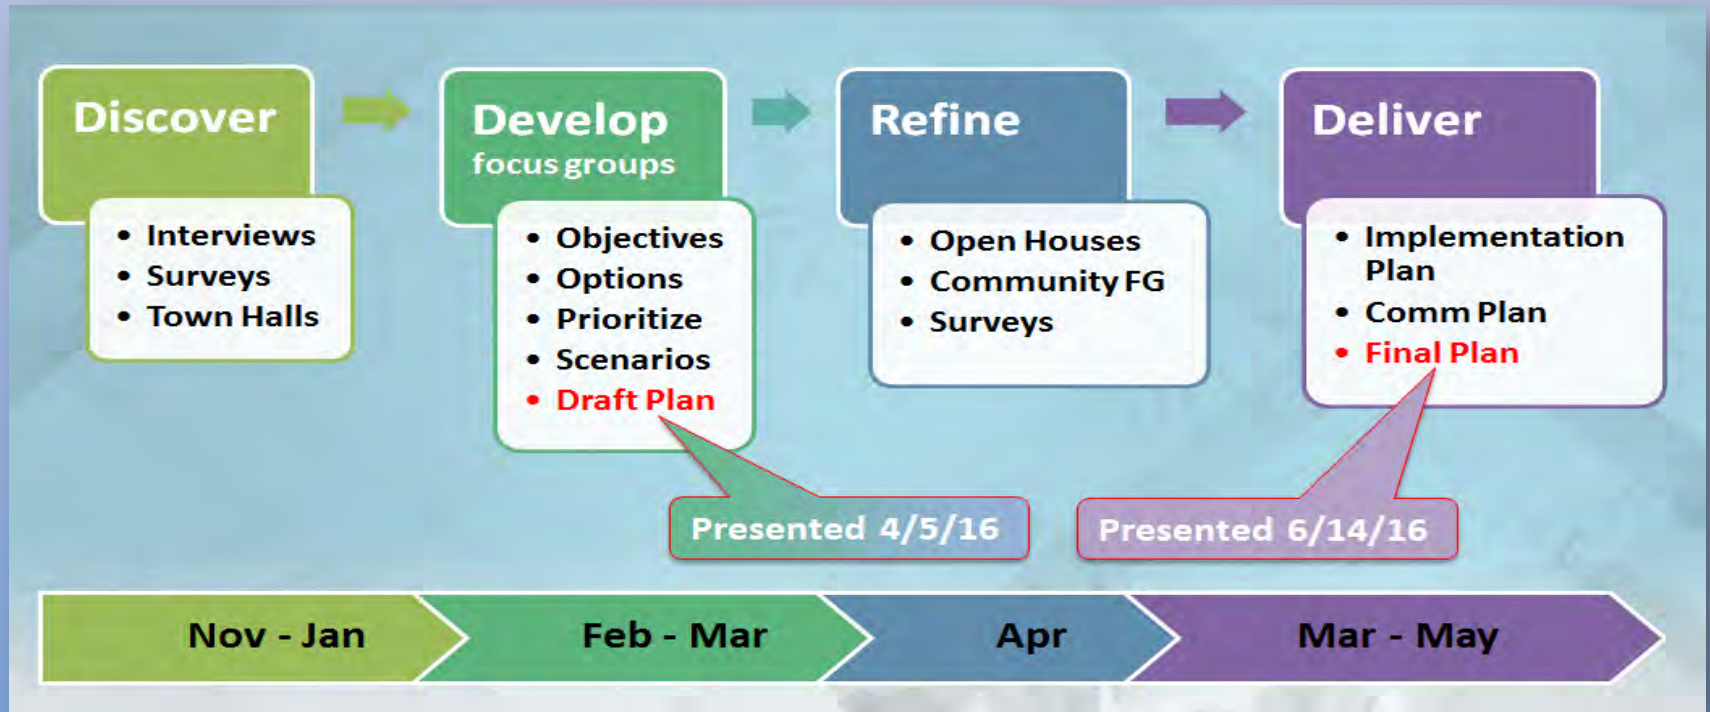 Discover
• Interviews
• Surveys
• Town Halls
Develop
focus groups
• Objectives
• Options
• Prioritize
• Scenarios
• Draft Plan
Refine
• Open Houses
• Community FG
• Surveys
Deliver
• Implementation
Plan
• Comm Plan
• Final Plan
Presented 4/5/16
Presented 6/14/16
Nov - Jan
Feb - Mar
Apr
Mar - May